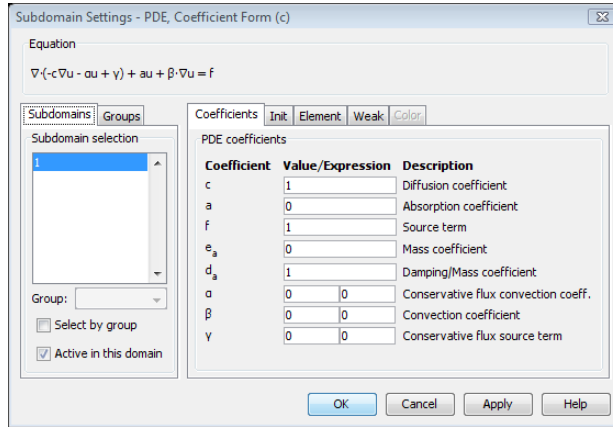 Subdomain Settings - PDE, Coefficient Form (c)
Equation
∇·(-c∇u - αu + γ) + au + β·∇u = f
Subdomains Groups
Subdomain selection
1
Group:
Select by group
Active in this domain
Coefficients Init Element Weak Color
PDE coefficients
Coefficient Value/Expression Description
c 1 Diffusion coefficient
a 0 Absorption coefficient
f 1 Source term
eₐ 0 Mass coefficient
dₐ 1 Damping/Mass coefficient
α 0 0 Conservative flux convection coeff.
β 0 0 Convection coefficient
γ 0 0 Conservative flux source term
OK Cancel Apply Help